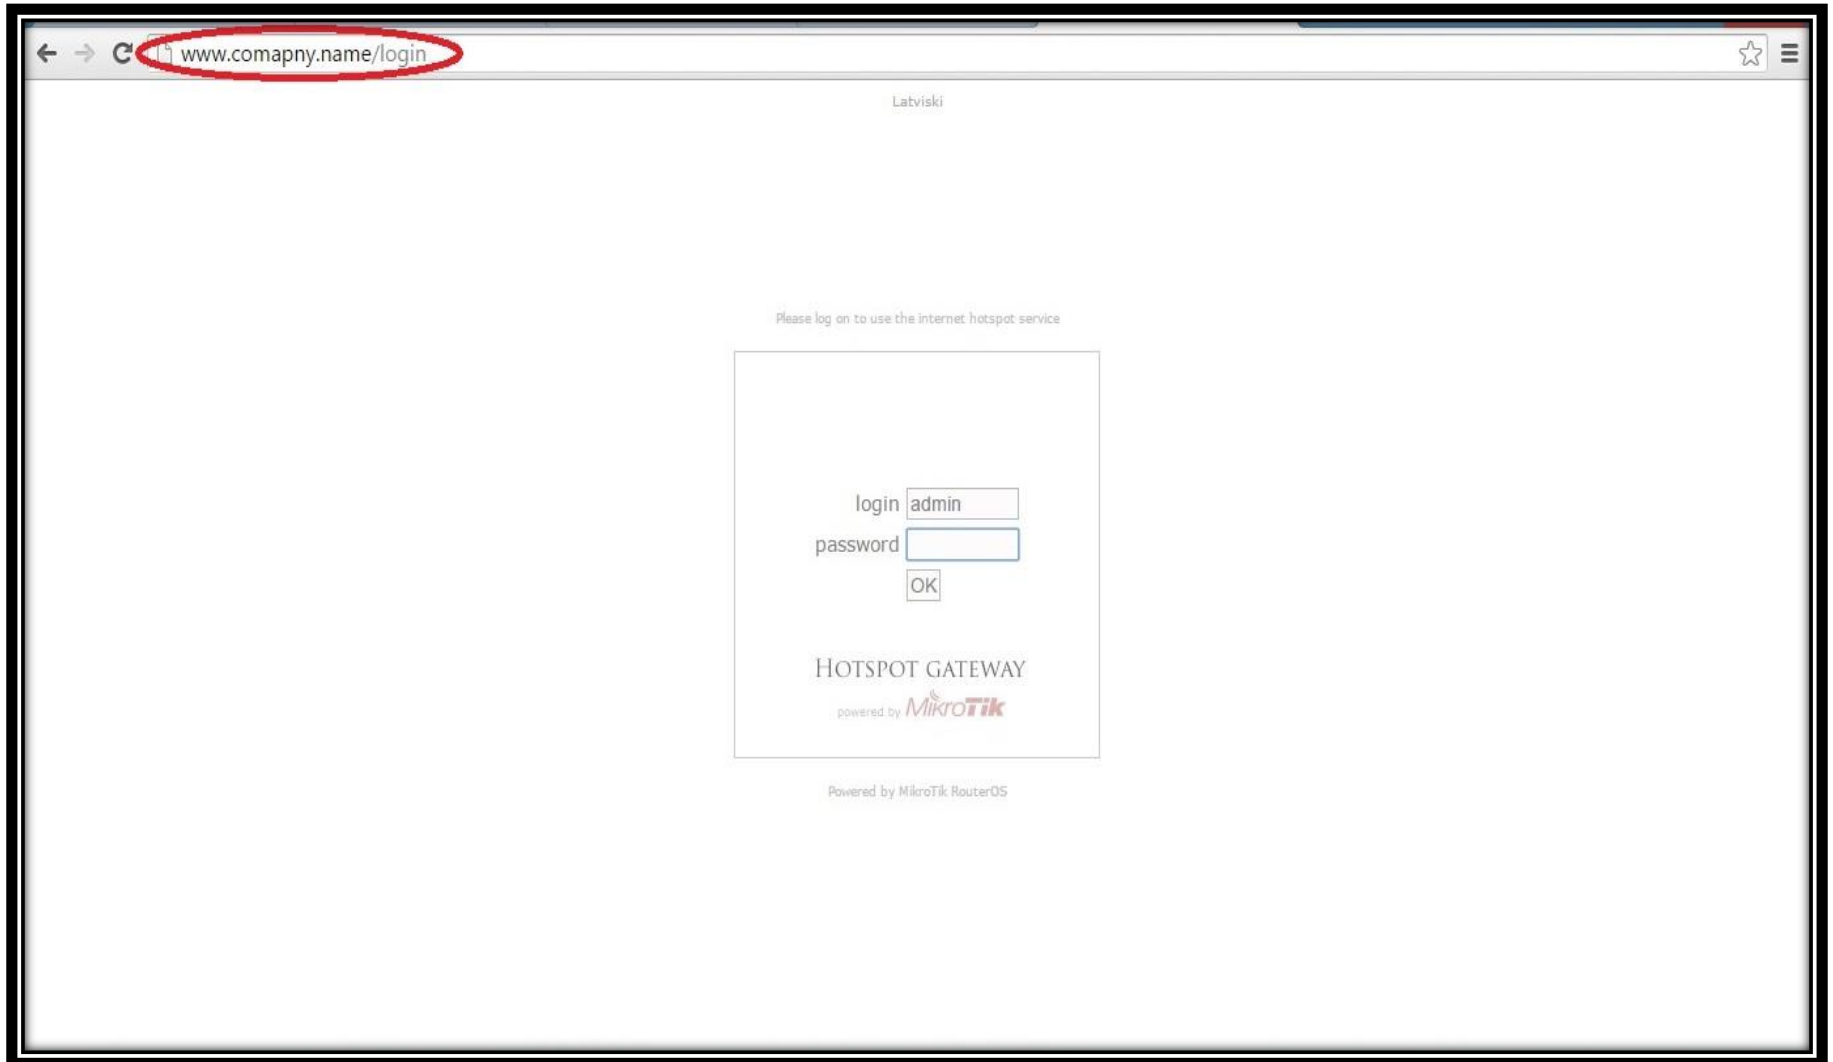 www.comapny.name/login
Latviski
Please log on to use the internet hotspot service
login admin
password
OK
HOTSPOT GATEWAY
powered by MikroTik
Powered by MikroTik RouterOS